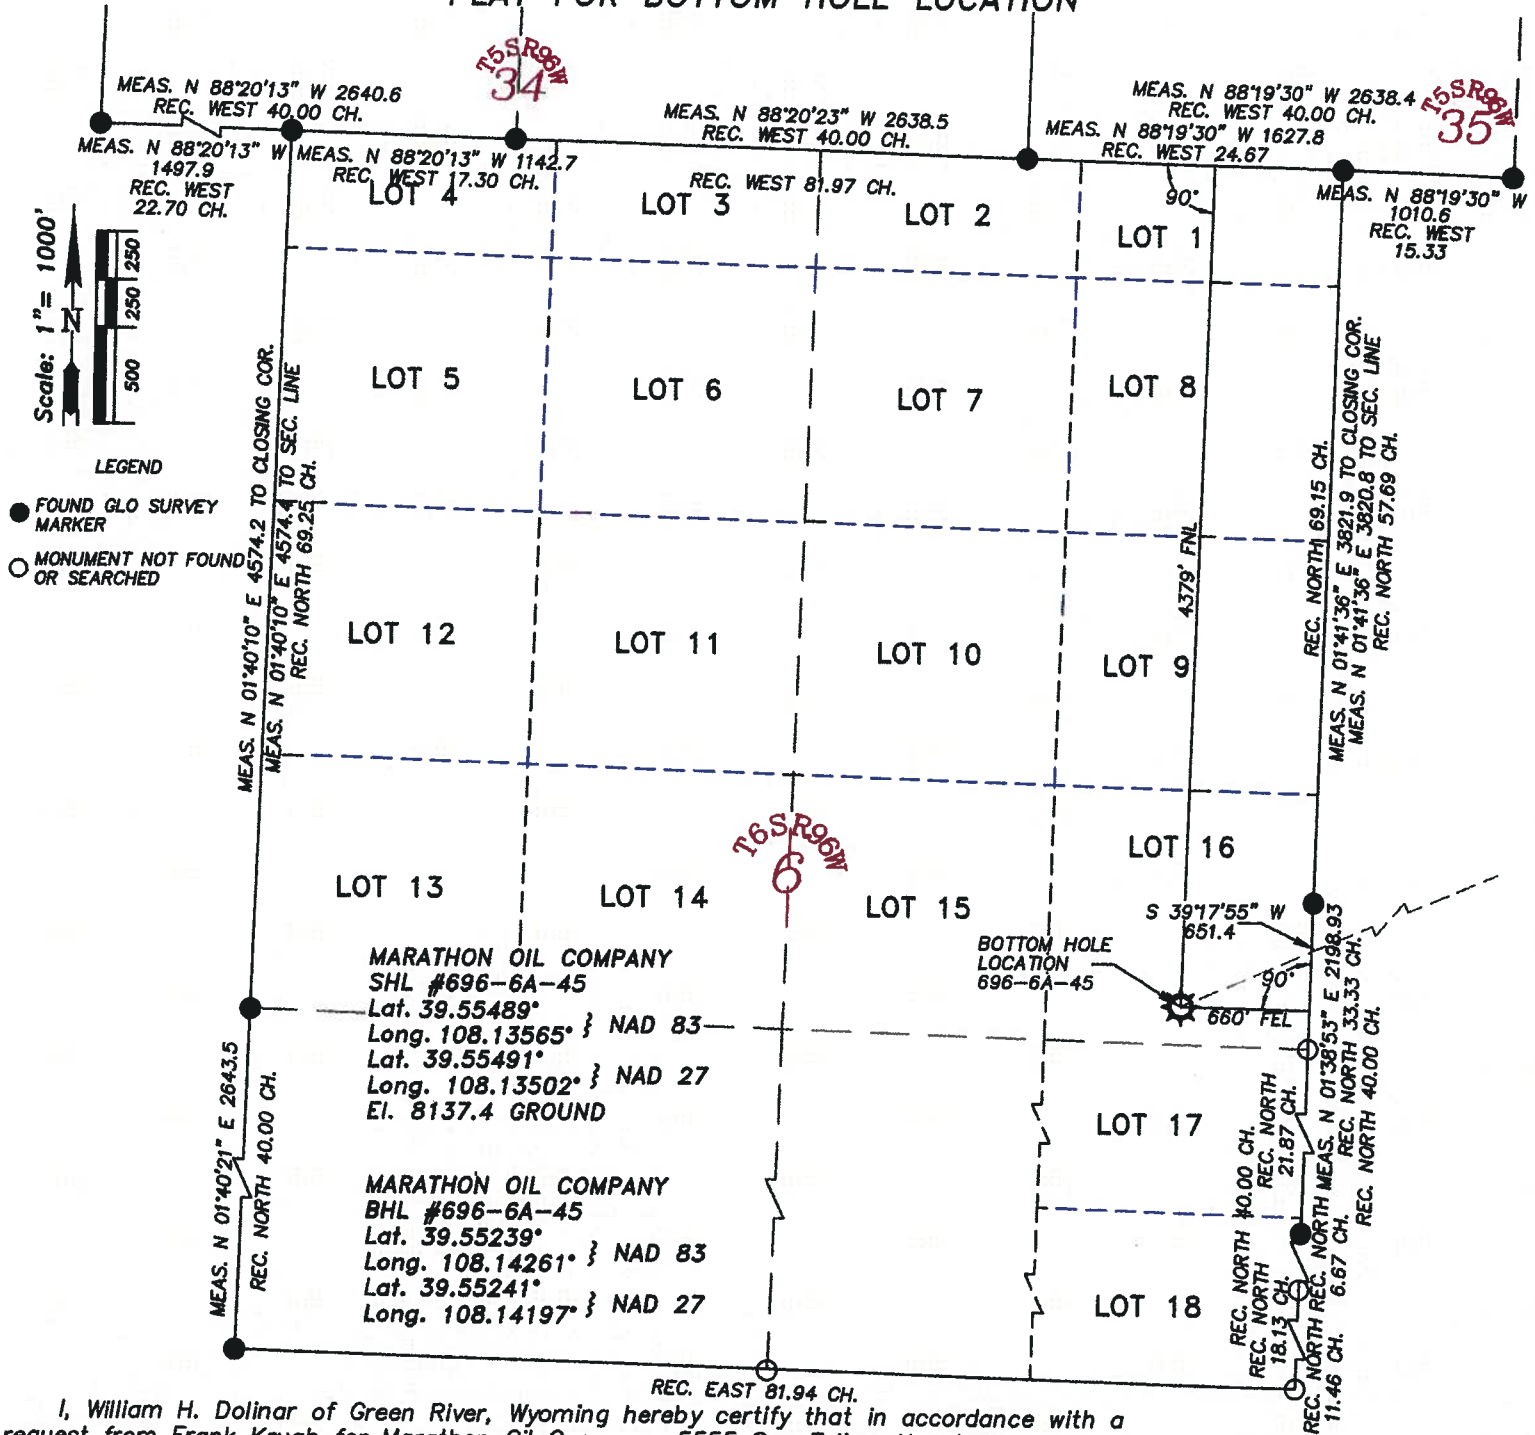 PLAT FOR BOTTOM HOLE LOCATION
T5SR96W
34
MEAS. N 88°20'13" W 2640.6
REC. WEST 40.00 CH.
MEAS. N 88°20'23" W 2638.5
REC. WEST 40.00 CH.
MEAS. N 88°19'30" W 2638.4
REC. WEST 40.00 CH.
T5SR96W
35
MEAS. N 88°19'30" W 1627.8
REC. WEST 24.67
MEAS. N 88°20'13" W
1497.9
REC. WEST
22.70 CH.
MEAS. N 88°20'13" W 1142.7
REC. WEST 17.30 CH.
REC. WEST 81.97 CH.
90°
MEAS. N 88°19'30" W
1010.6
REC. WEST
15.33
LOT 4
LOT 3
LOT 2
LOT 1
Scale: 1"= 1000'
N
250
250
500
LEGEND
FOUND GLO SURVEY
MARKER
MONUMENT NOT FOUND
OR SEARCHED
LOT 5
LOT 6
LOT 7
LOT 8
MEAS. N 01°40'10" E 4574.2 TO CLOSING COR.
MEAS. N 01°40'10" E 4574.4 TO SEC. LINE
REC. NORTH 69.25 CH.
4379' FNL
REC. NORTH 69.15 CH.
MEAS. N 01°41'36" E 3821.9 TO CLOSING COR.
MEAS. N 01°41'36" E 3820.8 TO SEC. LINE
REC. NORTH 57.69 CH.
LOT 12
LOT 11
LOT 10
LOT 9
T6SR96W
6
LOT 13
LOT 14
LOT 15
LOT 16
S 39°17'55" W
651.4
BOTTOM HOLE
LOCATION
696-6A-45
90°
660' FEL
MARATHON OIL COMPANY
SHL #696-6A-45
Lat. 39.55489°
Long. 108.13565° } NAD 83
Lat. 39.55491°
Long. 108.13502° } NAD 27
El. 8137.4 GROUND
MEAS. N 01°40'21" E 2643.5
REC. NORTH 40.00 CH.
MARATHON OIL COMPANY
BHL #696-6A-45
Lat. 39.55239°
Long. 108.14261° } NAD 83
Lat. 39.55241°
Long. 108.14197° } NAD 27
LOT 17
LOT 18
REC. NORTH 40.00 CH.
REC. NORTH
21.87 CH.
REC. NORTH
18.13 CH.
MEAS. N 01°38'53" E 2198.93
REC. NORTH 33.33 CH.
REC. NORTH 40.00 CH.
REC. NORTH
6.67 CH.
REC. NORTH
11.46 CH.
REC. EAST 81.94 CH.
I, William H. Dolinar of Green River, Wyoming hereby certify that in accordance with a
request from Frank